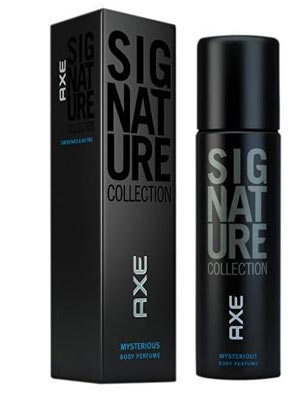 AXE
SIG
NAT
URE
COLLECTION
AXE
MYSTERIOUS
BODY PERFUME
SIG
NAT
URE
COLLECTION
AXE
MYSTERIOUS
BODY PERFUME